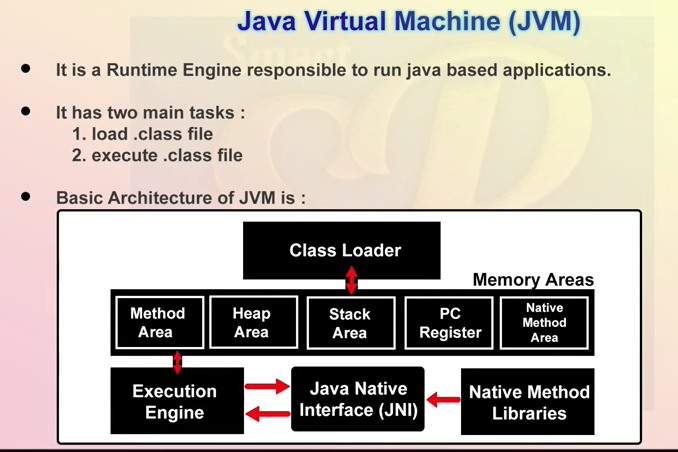 Java Virtual Machine (JVM)
It is a Runtime Engine responsible to run java based applications.
It has two main tasks :
1. load .class file
2. execute .class file
Basic Architecture of JVM is :
Class Loader
Memory Areas
Method
Area
Heap
Area
Stack
Area
PC
Register
Native
Method
Area
Execution
Engine
Java Native
Interface (JNI)
Native Method
Libraries